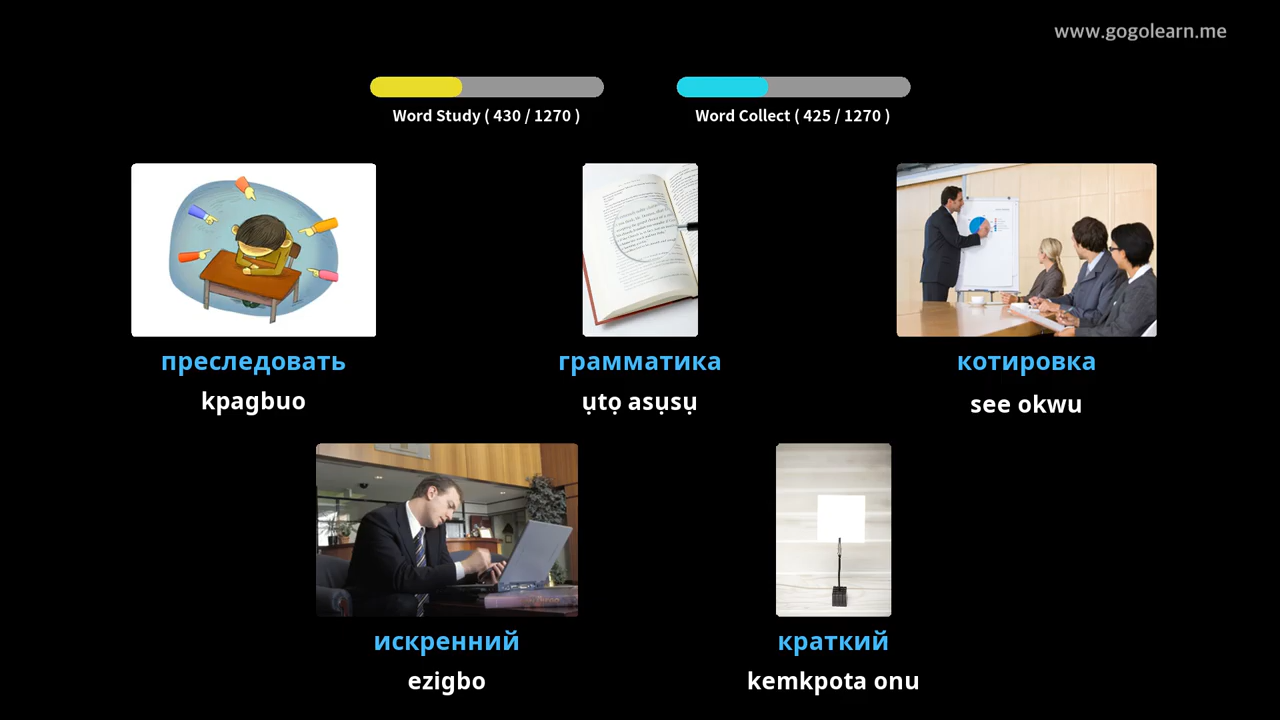 www.gogolearn.me
Word Study ( 430 / 1270 )
Word Collect ( 425 / 1270 )
преследовать
грамматика
котировка
kpagbuo
ụtọ asụsụ
see okwu
искренний
краткий
ezigbo
kemkpota onu